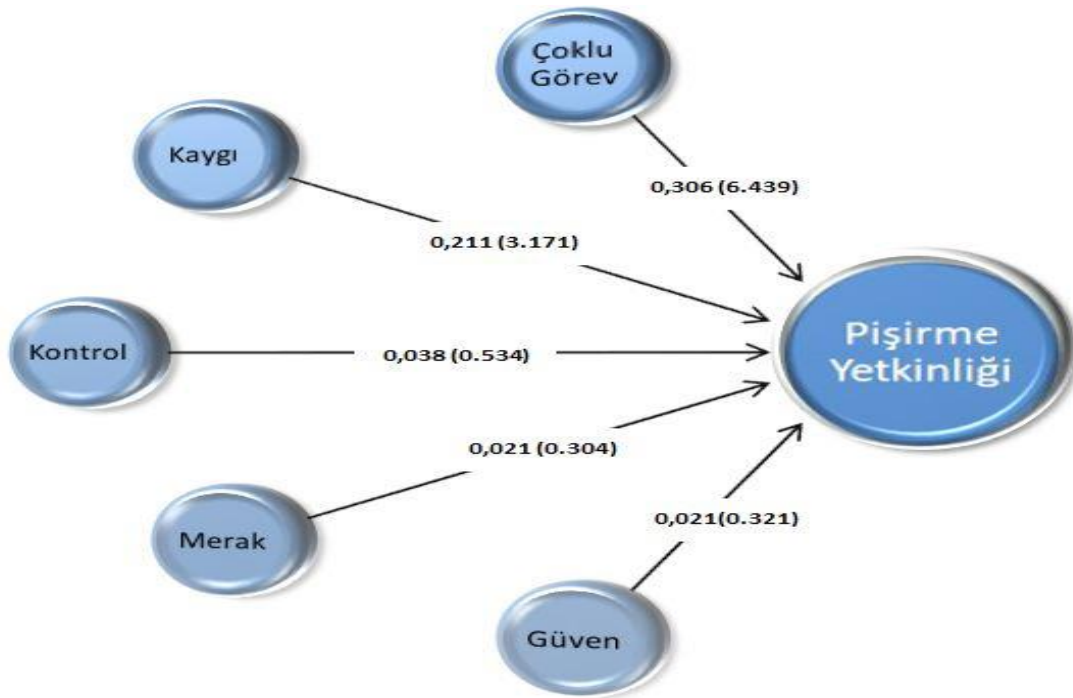 Çoklu
Görev
Kaygı
0,306 (6.439)
0,211 (3.171)
Kontrol
0,038 (0.534)
Pişirme
Yetkinliği
0,021 (0.304)
Merak
0,021(0.321)
Güven